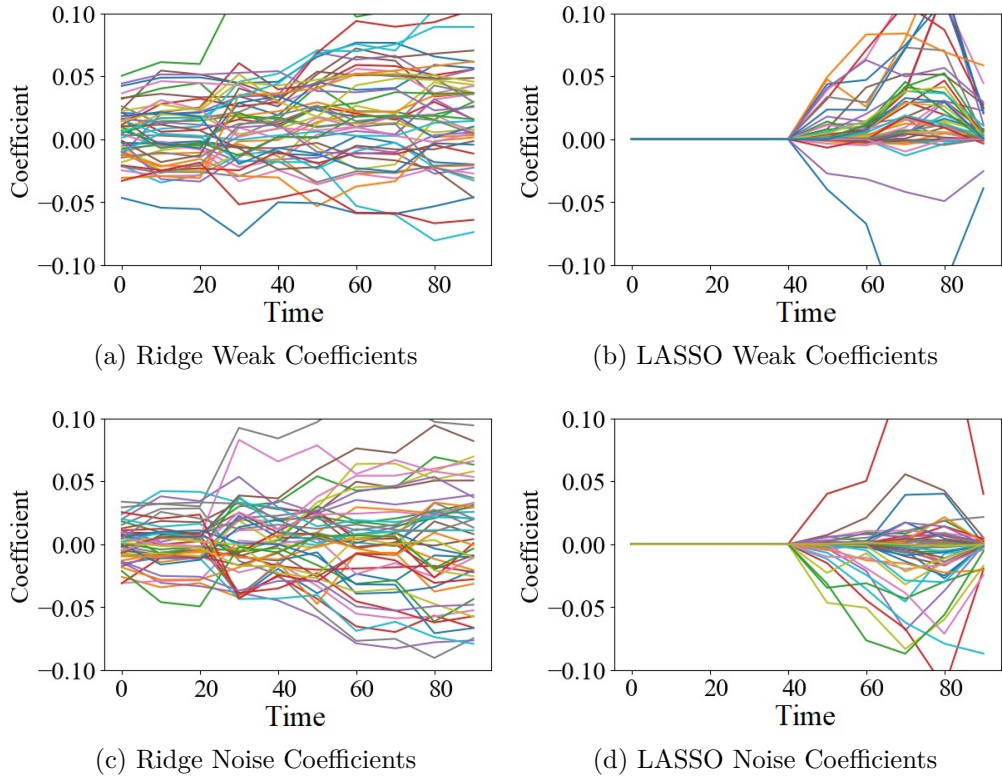 0.10
0.05
0.00
−0.05
−0.10
Coefficient
0 20 40 60 80
Time
(a) Ridge Weak Coefficients
0.10
0.05
0.00
−0.05
−0.10
Coefficient
0 20 40 60 80
Time
(b) LASSO Weak Coefficients
0.10
0.05
0.00
−0.05
−0.10
Coefficient
0 20 40 60 80
Time
(c) Ridge Noise Coefficients
0.10
0.05
0.00
−0.05
−0.10
Coefficient
0 20 40 60 80
Time
(d) LASSO Noise Coefficients